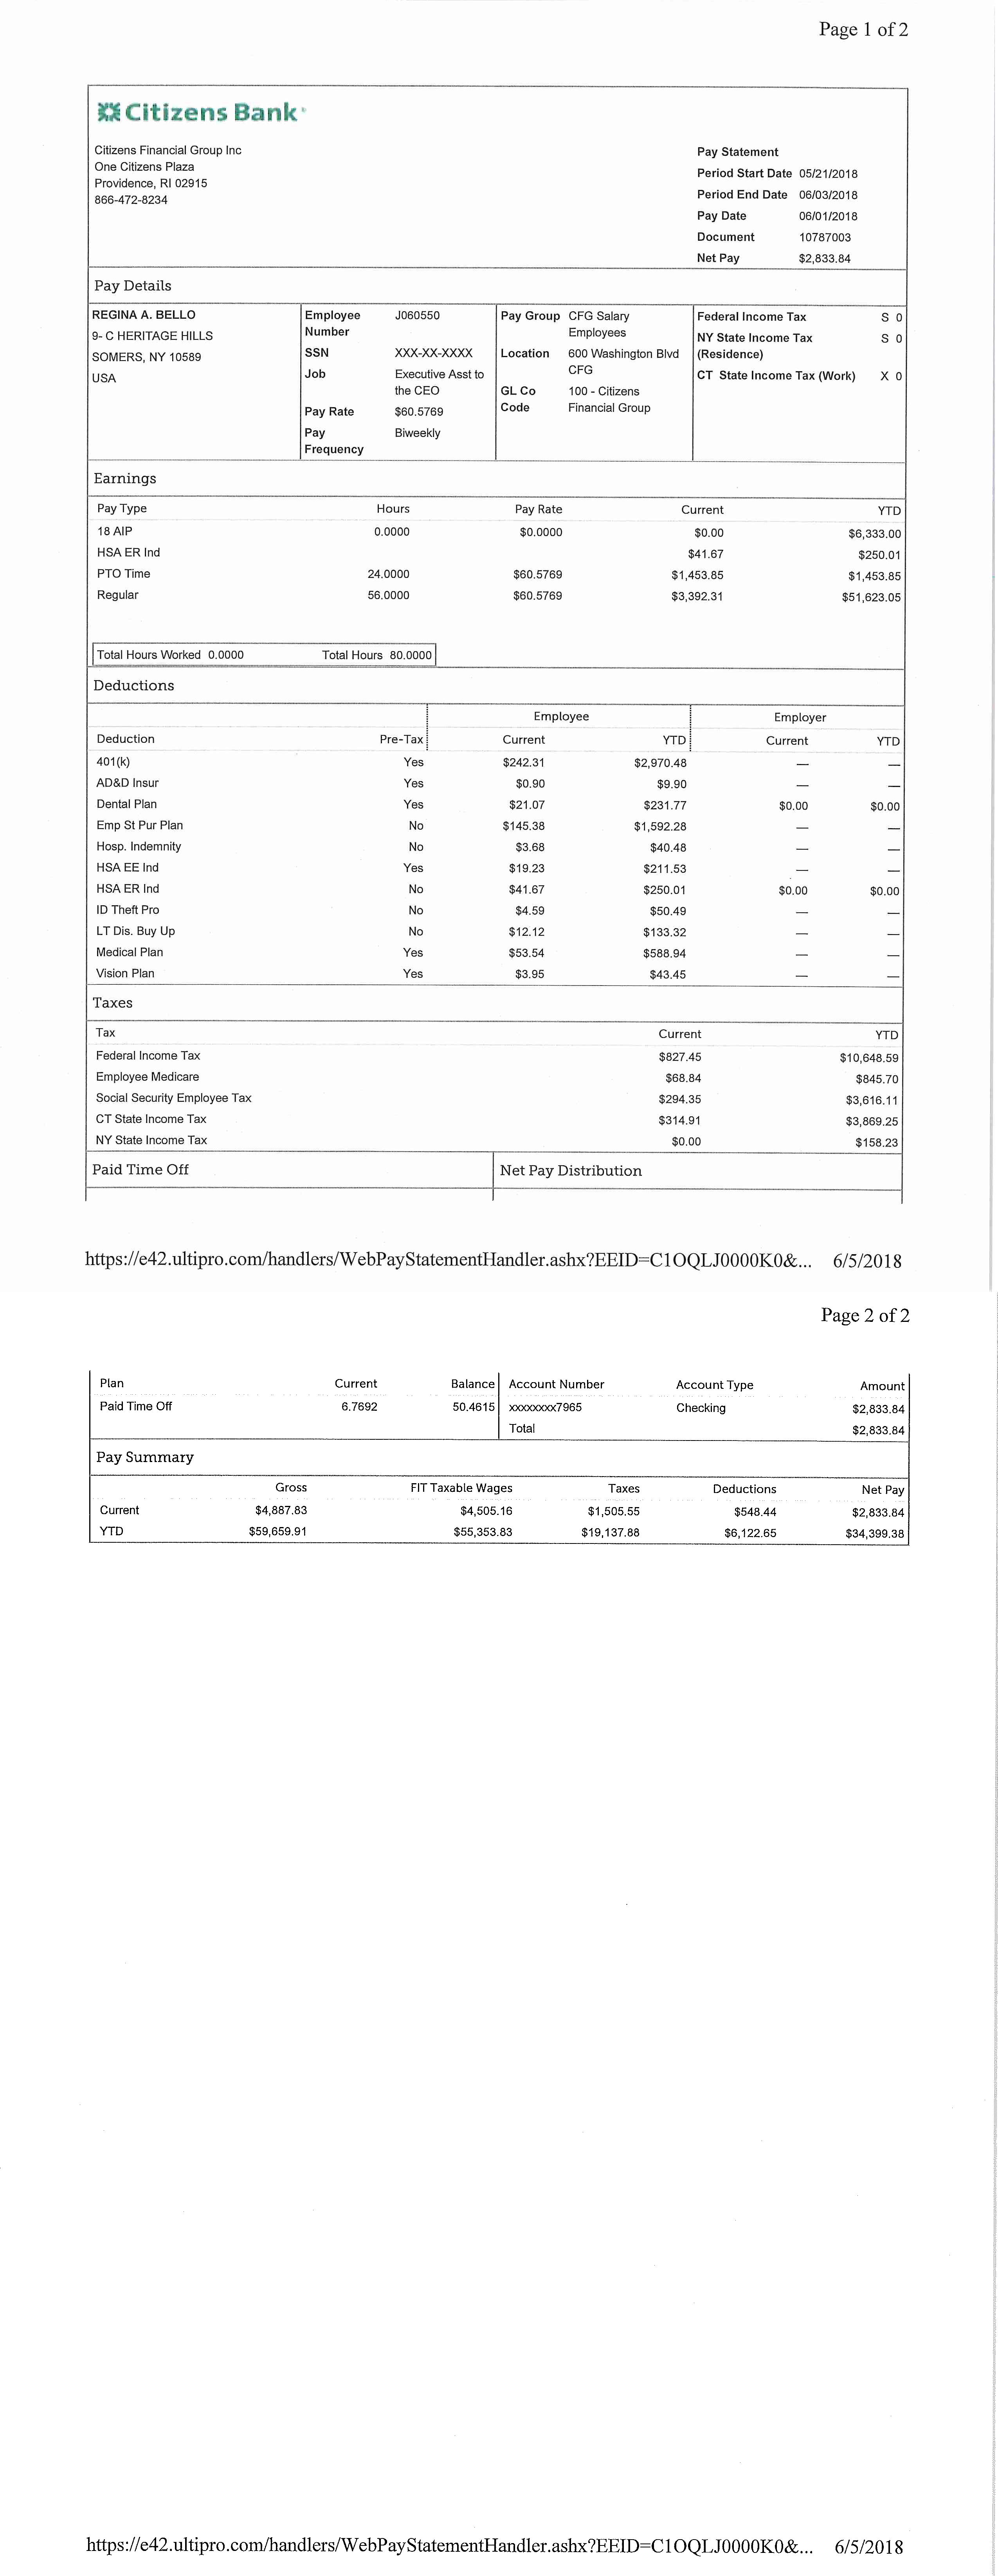 Page 1 of 2
Citizens Bank
Citizens Financial Group Inc
One Citizens Plaza
Providence, RI 02915
866-472-8234
Pay Statement
Period Start Date 05/21/2018
Period End Date 06/03/2018
Pay Date 06/01/2018
Document 10787003
Net Pay $2,833.84
Pay Details
REGINA A. BELLO
9- C HERITAGE HILLS
SOMERS, NY 10589
USA
Employee Number J060550
SSN XXX-XX-XXXX
Job Executive Asst to the CEO
Pay Rate $60.5769
Pay Frequency Biweekly
Pay Group CFG Salary Employees
Location 600 Washington Blvd CFG
GL Co Code 100 - Citizens Financial Group
Federal Income Tax S 0
NY State Income Tax (Residence) S 0
CT State Income Tax (Work) X 0
Earnings
Pay Type Hours Pay Rate Current YTD
18 AIP 0.0000 $0.0000 $0.00 $6,333.00
HSA ER Ind $41.67 $250.01
PTO Time 24.0000 $60.5769 $1,453.85 $1,453.85
Regular 56.0000 $60.5769 $3,392.31 $51,623.05
Total Hours Worked 0.0000 Total Hours 80.0000
Deductions
Employee Employer
Deduction Pre-Tax Current YTD Current YTD
401(k) Yes $242.31 $2,970.48 — —
AD&D Insur Yes $0.90 $9.90 — —
Dental Plan Yes $21.07 $231.77 $0.00 $0.00
Emp St Pur Plan No $145.38 $1,592.28 — —
Hosp. Indemnity No $3.68 $40.48 — —
HSA EE Ind Yes $19.23 $211.53 — —
HSA ER Ind No $41.67 $250.01 $0.00 $0.00
ID Theft Pro No $4.59 $50.49 — —
LT Dis. Buy Up No $12.12 $133.32 — —
Medical Plan Yes $53.54 $588.94 — —
Vision Plan Yes $3.95 $43.45 — —
Taxes
Tax Current YTD
Federal Income Tax $827.45 $10,648.59
Employee Medicare $68.84 $845.70
Social Security Employee Tax $294.35 $3,616.11
CT State Income Tax $314.91 $3,869.25
NY State Income Tax $0.00 $158.23
Paid Time Off Net Pay Distribution
https://e42.ultipro.com/handlers/WebPayStatementHandler.ashx?EEID=C1OQLJ0000K0&... 6/5/2018
Page 2 of 2
Plan Current Balance Account Number Account Type Amount
Paid Time Off 6.7692 50.4615 xxxxxxxx7965 Checking $2,833.84
Total $2,833.84
Pay Summary
Gross FIT Taxable Wages Taxes Deductions Net Pay
Current $4,887.83 $4,505.16 $1,505.55 $548.44 $2,833.84
YTD $59,659.91 $55,353.83 $19,137.88 $6,122.65 $34,399.38
https://e42.ultipro.com/handlers/WebPayStatementHandler.ashx?EEID=C1OQLJ0000K0&... 6/5/2018